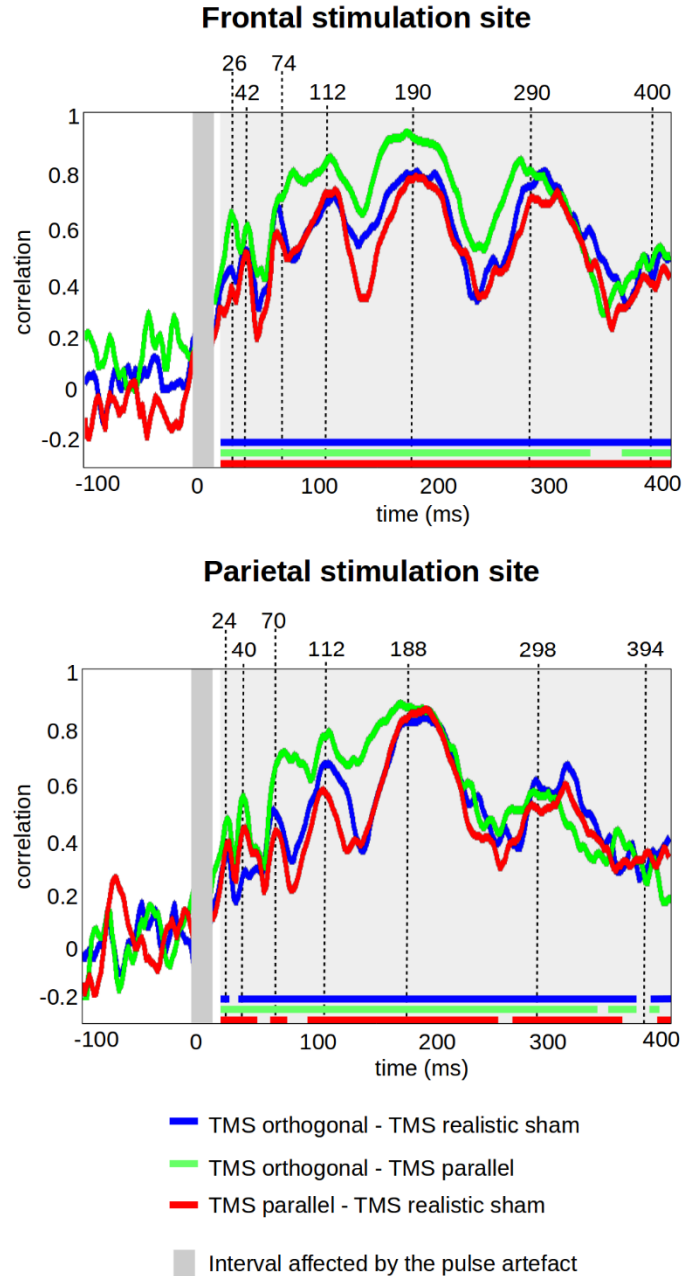 Frontal stimulation site
26 74
42 112 190 290 400
1
0.8
0.6
0.4
0.2
0
-0.2
correlation
-100 0 100 200 300 400
time (ms)
Parietal stimulation site
24 70
40 112 188 298 394
1
0.8
0.6
0.4
0.2
0
-0.2
correlation
-100 0 100 200 300 400
time (ms)
TMS orthogonal - TMS realistic sham
TMS orthogonal - TMS parallel
TMS parallel - TMS realistic sham
Interval affected by the pulse artefact